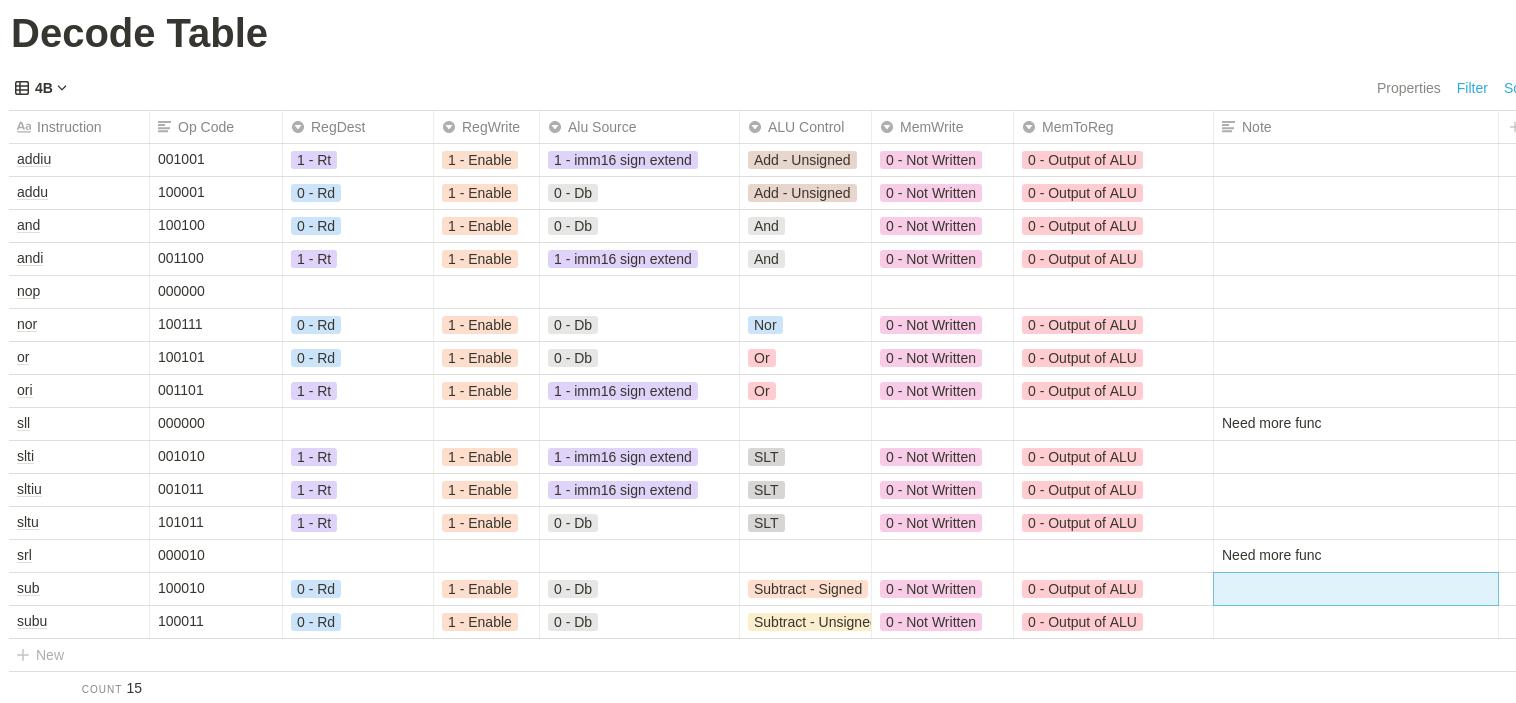 Decode Table
4B Properties Filter
Aa Instruction Op Code RegDest RegWrite Alu Source ALU Control MemWrite MemToReg Note
addiu 001001 1 - Rt 1 - Enable 1 - imm16 sign extend Add - Unsigned 0 - Not Written 0 - Output of ALU
addu 100001 0 - Rd 1 - Enable 0 - Db Add - Unsigned 0 - Not Written 0 - Output of ALU
and 100100 0 - Rd 1 - Enable 0 - Db And 0 - Not Written 0 - Output of ALU
andi 001100 1 - Rt 1 - Enable 1 - imm16 sign extend And 0 - Not Written 0 - Output of ALU
nop 000000
nor 100111 0 - Rd 1 - Enable 0 - Db Nor 0 - Not Written 0 - Output of ALU
or 100101 0 - Rd 1 - Enable 0 - Db Or 0 - Not Written 0 - Output of ALU
ori 001101 1 - Rt 1 - Enable 1 - imm16 sign extend Or 0 - Not Written 0 - Output of ALU
sll 000000 Need more func
slti 001010 1 - Rt 1 - Enable 1 - imm16 sign extend SLT 0 - Not Written 0 - Output of ALU
sltiu 001011 1 - Rt 1 - Enable 1 - imm16 sign extend SLT 0 - Not Written 0 - Output of ALU
sltu 101011 1 - Rt 1 - Enable 0 - Db SLT 0 - Not Written 0 - Output of ALU
srl 000010 Need more func
sub 100010 0 - Rd 1 - Enable 0 - Db Subtract - Signed 0 - Not Written 0 - Output of ALU
subu 100011 0 - Rd 1 - Enable 0 - Db Subtract - Unsigne 0 - Not Written 0 - Output of ALU
+ New
COUNT 15